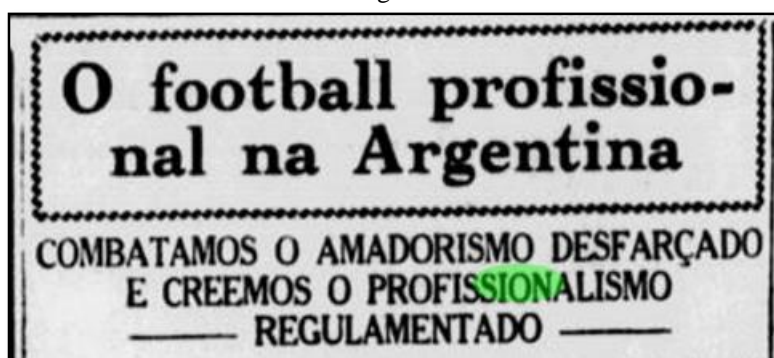 O football profissio-
nal na Argentina
COMBATAMOS O AMADORISMO DESFARÇADO
E CREEMOS O PROFISSIONALISMO
REGULAMENTADO